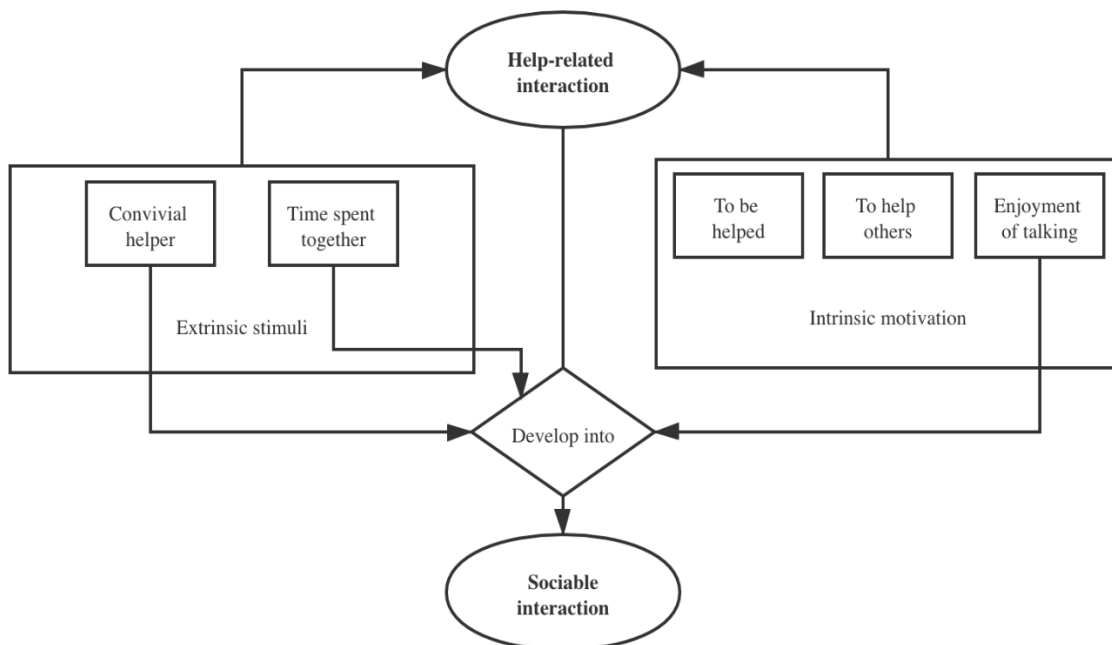 Help-related
interaction
Convivial
helper
Time spent
together
Extrinsic stimuli
To be
helped
To help
others
Enjoyment
of talking
Intrinsic motivation
Develop into
Sociable
interaction